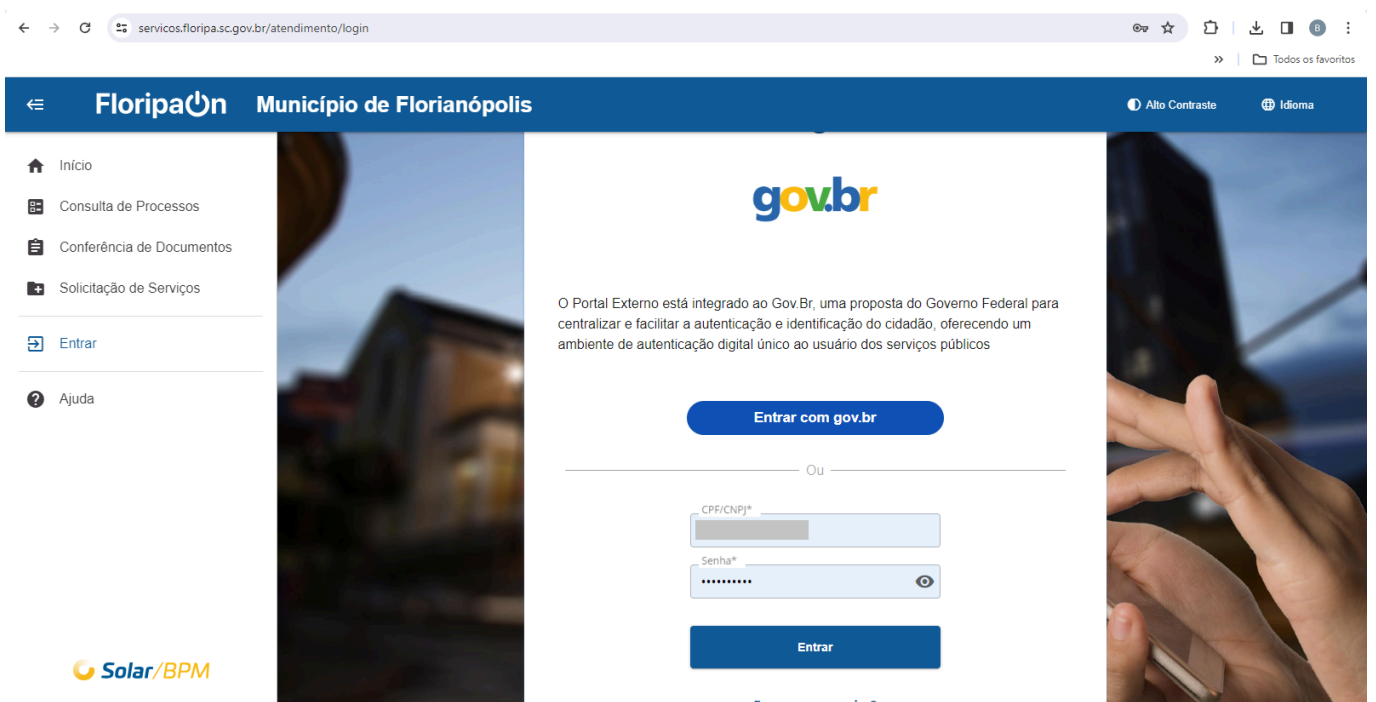 servicos.floripa.sc.gov.br/atendimento/login
B
» Todos os favoritos
FloripaOn Município de Florianópolis Alto Contraste Idioma
Início
Consulta de Processos
Conferência de Documentos
Solicitação de Serviços
Entrar
Ajuda
Solar/BPM
gov.br
O Portal Externo está integrado ao Gov.Br, uma proposta do Governo Federal para
centralizar e facilitar a autenticação e identificação do cidadão, oferecendo um
ambiente de autenticação digital único ao usuário dos serviços públicos
Entrar com gov.br
Ou
CPF/CNPJ*
Senha*
••••••••••
Entrar